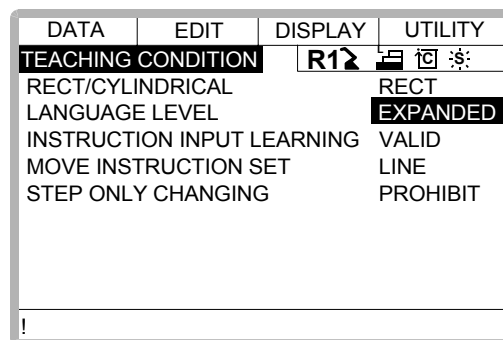 DATA EDIT DISPLAY UTILITY
TEACHING CONDITION R1 C S
RECT/CYLINDRICAL RECT
LANGUAGE LEVEL EXPANDED
INSTRUCTION INPUT LEARNING VALID
MOVE INSTRUCTION SET LINE
STEP ONLY CHANGING PROHIBIT
!